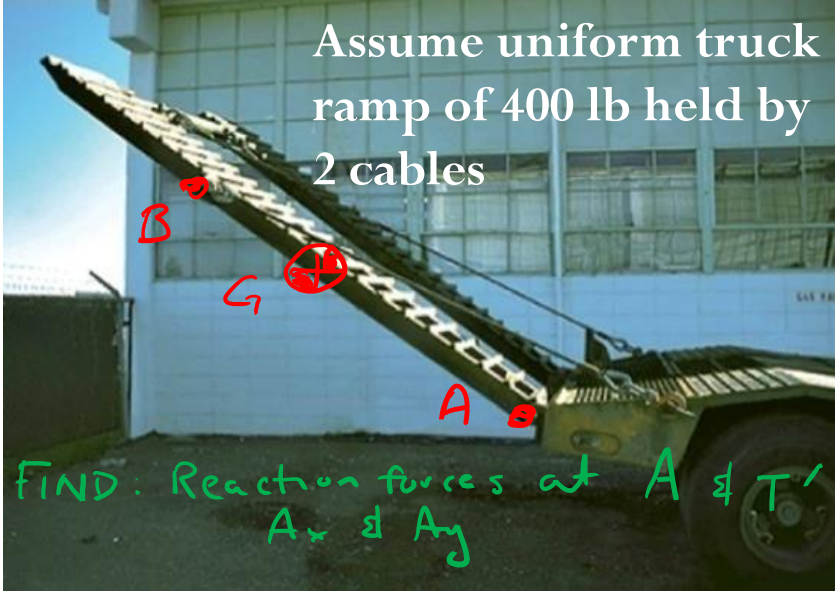 Assume uniform truck
ramp of 400 lb held by
2 cables
B
G
A
FIND: Reaction forces at A & T'
Ax & Ay